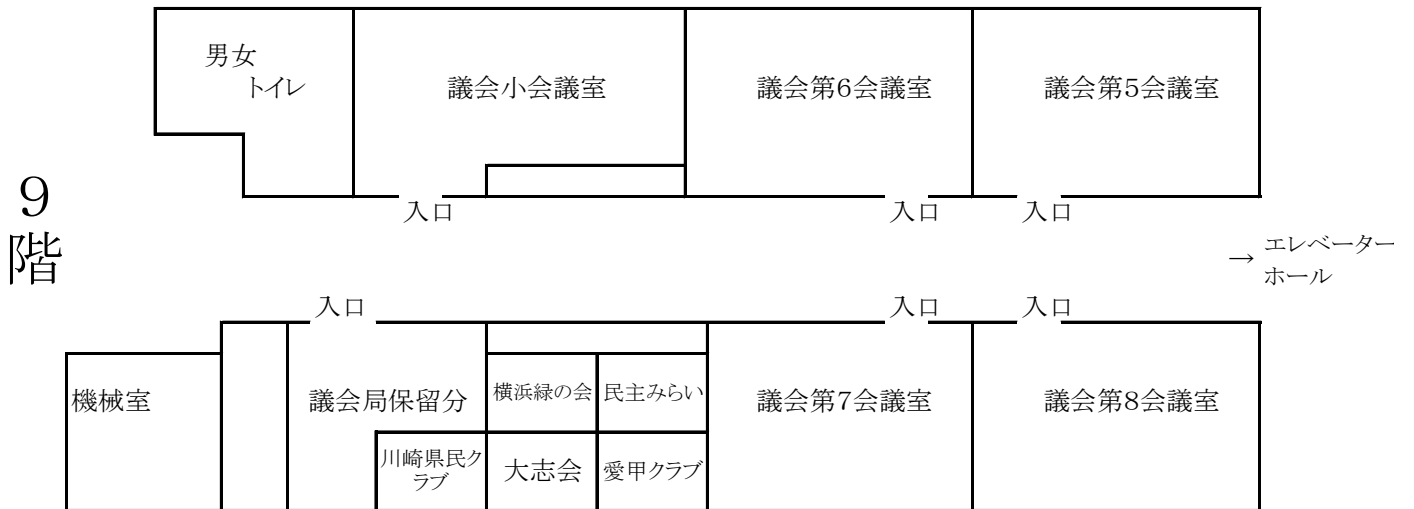 9
階
男女
トイレ
議会小会議室
議会第6会議室
議会第5会議室
入口
入口
入口
→ エレベーター
ホール
入口
入口
入口
機械室
議会局保留分
横浜緑の会
民主みらい
議会第7会議室
議会第8会議室
川崎県民ク
ラブ
大志会
愛甲クラブ